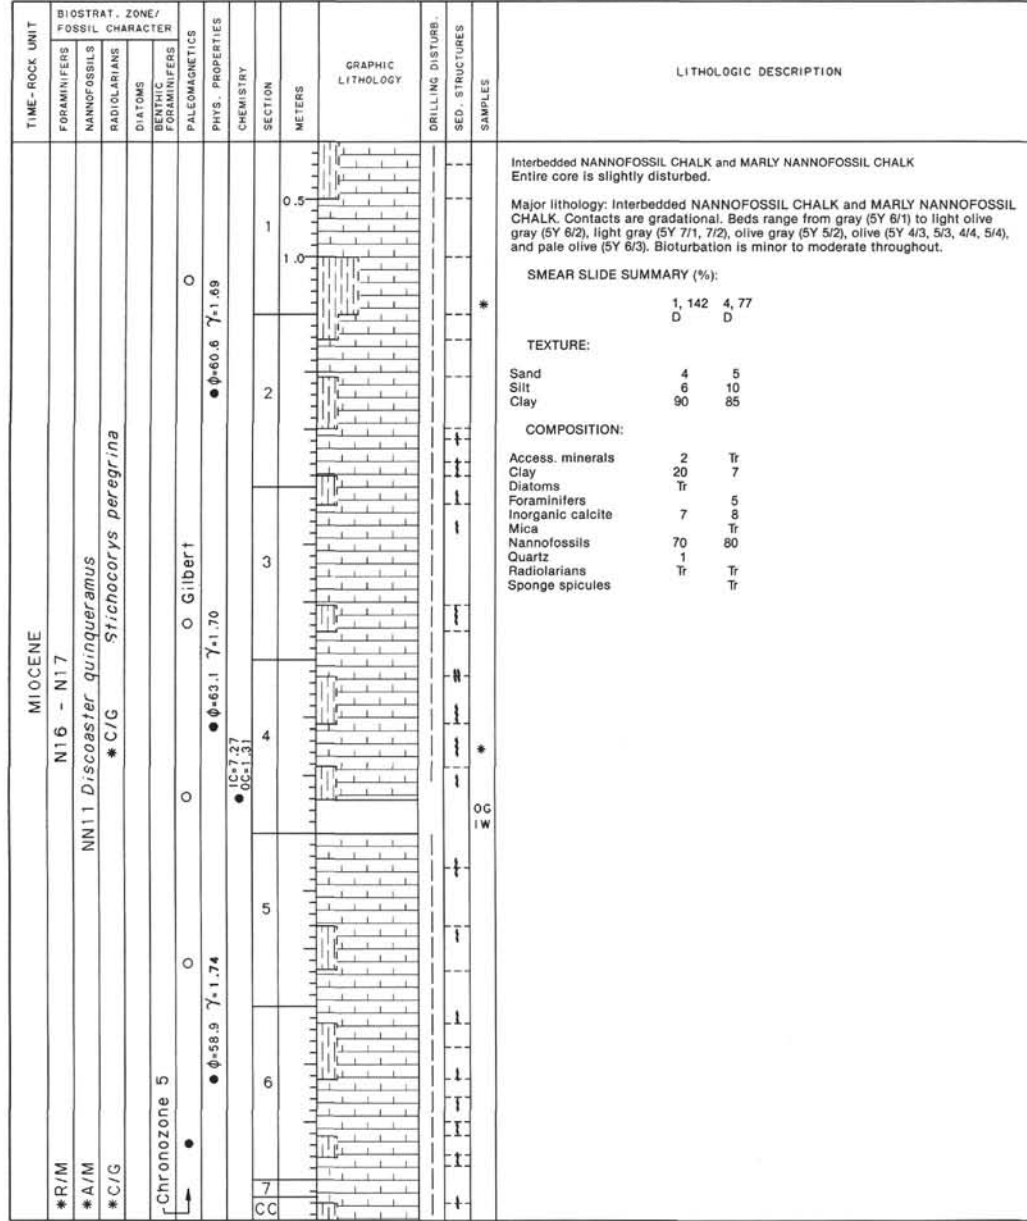 TIME-ROCK UNIT
BIOSTRAT. ZONE/
FOSSIL CHARACTER
FORAMINIFERS
NANNOFOSSILS
RADIOLARIANS
DIATOMS
BENTHIC
FORAMINIFERS
PALEOMAGNETICS
PHYS. PROPERTIES
CHEMISTRY
SECTION
METERS
GRAPHIC
LITHOLOGY
DRILLING DISTURB.
SED. STRUCTURES
SAMPLES
LITHOLOGIC DESCRIPTION
MIOCENE
*R/M
N16 - N17
*A/M
NN11 Discoaster quinqueramus
*C/G
*C/G Stichocorys peregrina
Chronozone 5
Gilbert
● φ=60.6 γ=1.69
● φ=63.1 γ=1.70
● φ=58.9 γ=1.74
IC=7.27
● OC=1.31
1
2
3
4
5
6
7
CC
0.5
1.0
*
*
OG
IW
Interbedded NANNOFOSSIL CHALK and MARLY NANNOFOSSIL CHALK
Entire core is slightly disturbed.
Major lithology: Interbedded NANNOFOSSIL CHALK and MARLY NANNOFOSSIL
CHALK. Contacts are gradational. Beds range from gray (5Y 6/1) to light olive
gray (5Y 6/2), light gray (5Y 7/1, 7/2), olive gray (5Y 5/2), olive (5Y 4/3, 5/3, 4/4, 5/4),
and pale olive (5Y 6/3). Bioturbation is minor to moderate throughout.
SMEAR SLIDE SUMMARY (%):
1, 142 4, 77
D D
TEXTURE:
Sand 4 5
Silt 6 10
Clay 90 85
COMPOSITION:
Access. minerals 2 Tr
Clay 20 7
Diatoms Tr
Foraminifers 5
Inorganic calcite 7 8
Mica Tr
Nannofossils 70 80
Quartz 1
Radiolarians Tr Tr
Sponge spicules Tr